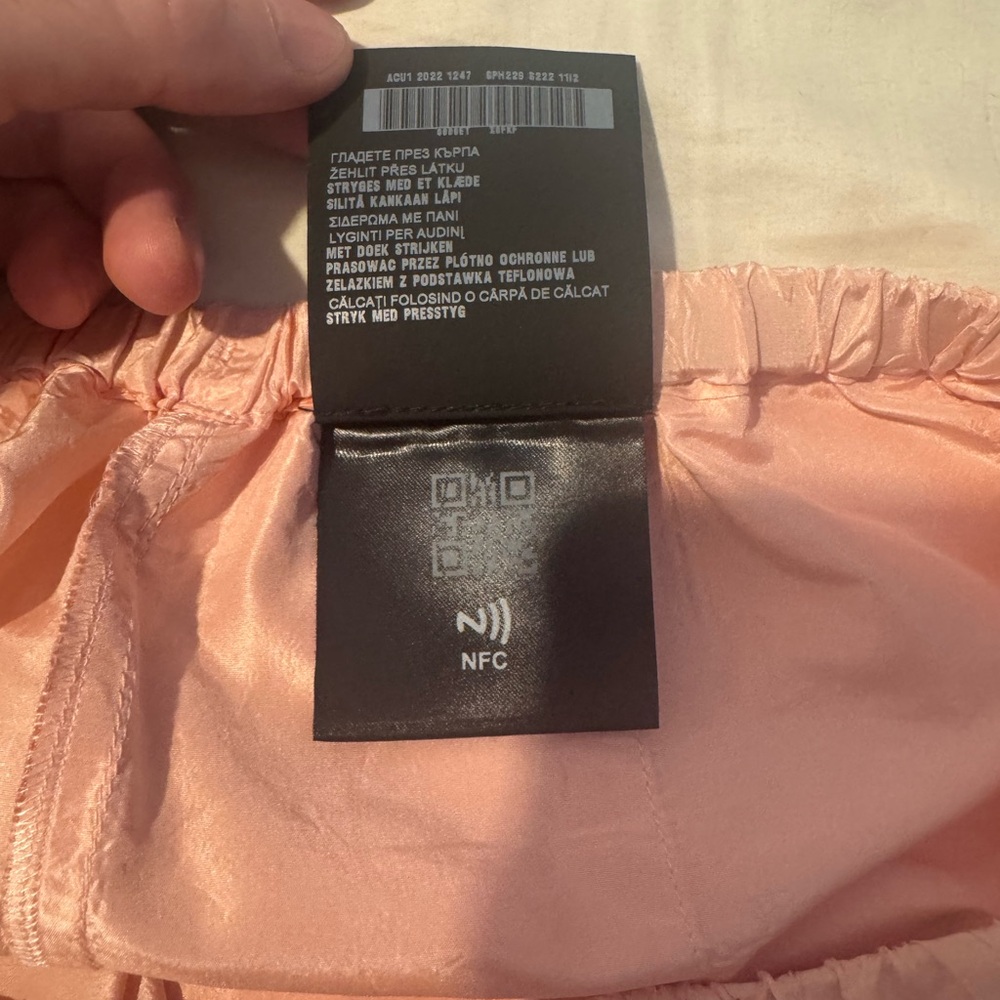 ACU1 2022 1247 SPH229 S222 11I2
ГЛАДЕТЕ ПРЕЗ КЪРПА
ŽEHLIT PŘES LÁTKU
STRYGES MED ET KLÆDE
SILITÄ KANKAAN LÄPI
ΣΙΔΕΡΩΜΑ ΜΕ ΠΑΝΙ
LYGINTI PER AUDINĮ
MET DOEK STRIJKEN
PRASOWAĆ PRZEZ PŁÓTNO OCHRONNE LUB
ŻELAZKIEM Z PODSTAWKA TEFLONOWA
CĂLCAȚI FOLOSIND O CÂRPĂ DE CĂLCAT
STRYK MED PRESSTYG
NFC